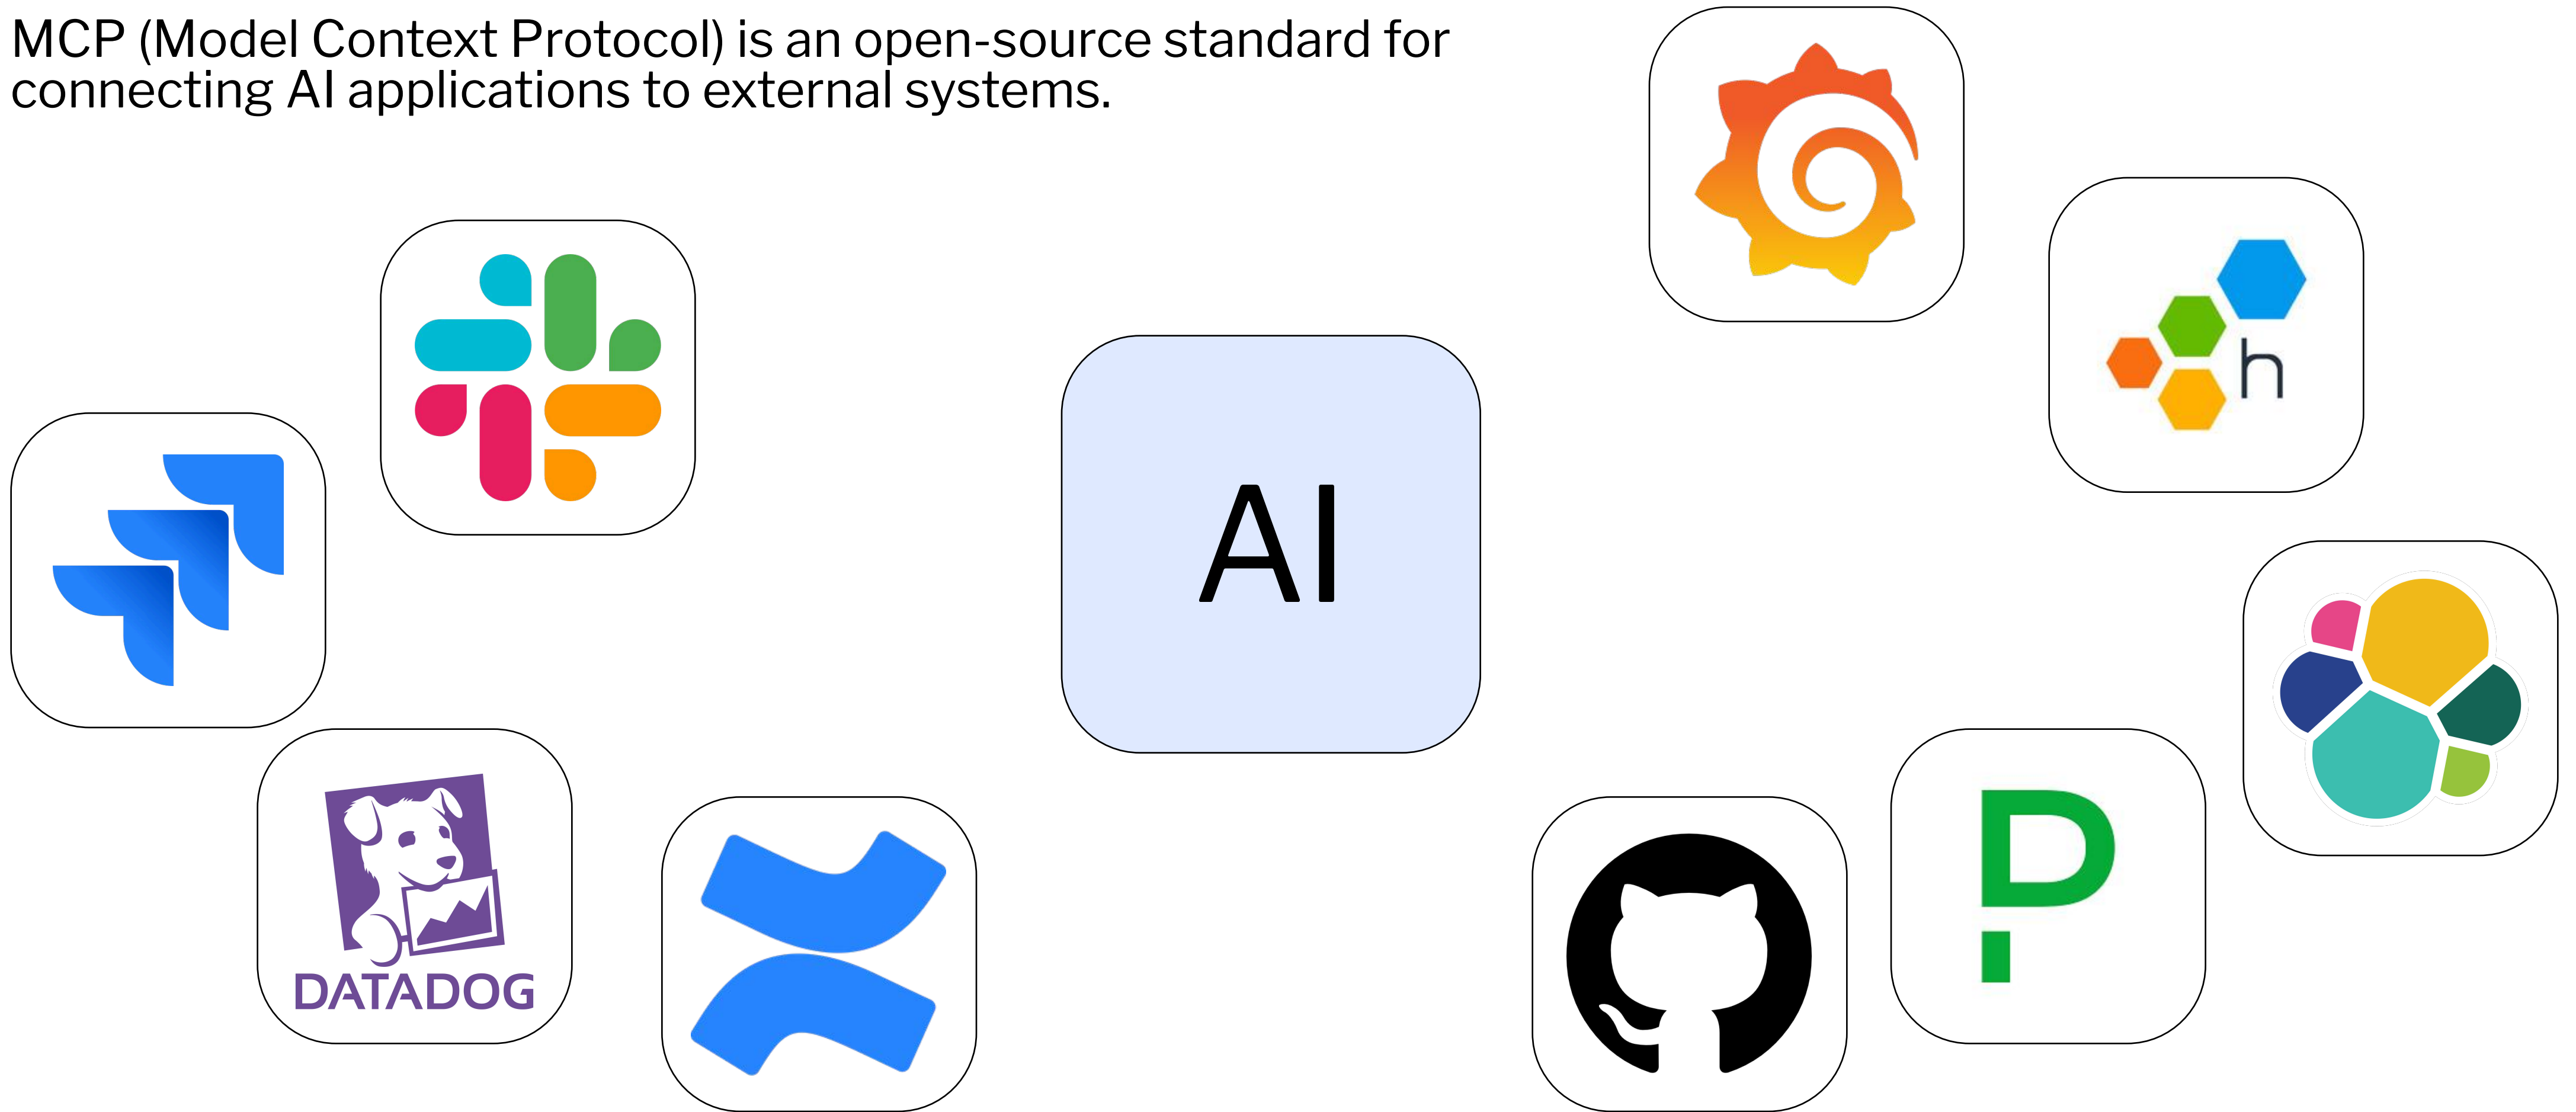 MCP (Model Context Protocol) is an open-source standard for
connecting AI applications to external systems.
h
AI
DATADOG
P